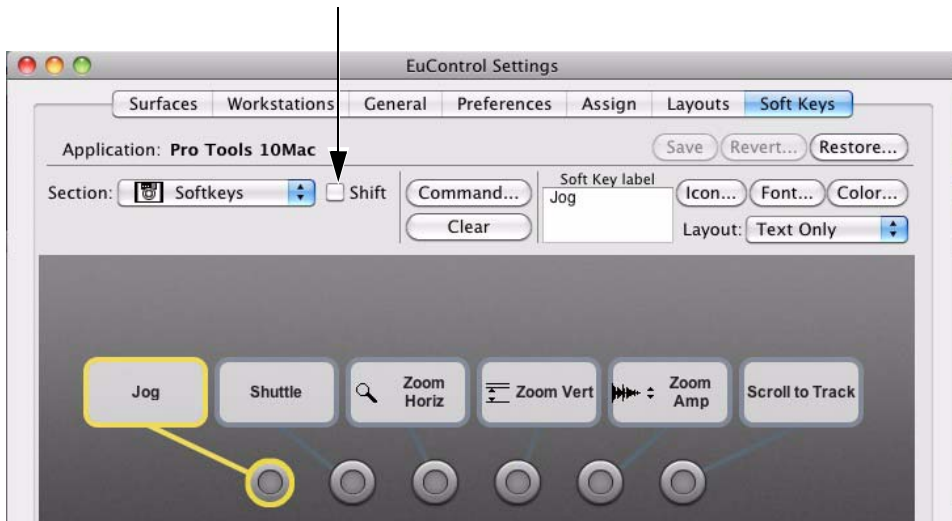 EuControl Settings
Surfaces Workstations General Preferences Assign Layouts Soft Keys
Application: Pro Tools 10Mac
Save Revert... Restore...
Section: Softkeys Shift Command... Clear
Soft Key label
Jog
Icon... Font... Color...
Layout: Text Only
Jog
Shuttle
Zoom
Horiz
Zoom Vert
Zoom
Amp
Scroll to Track